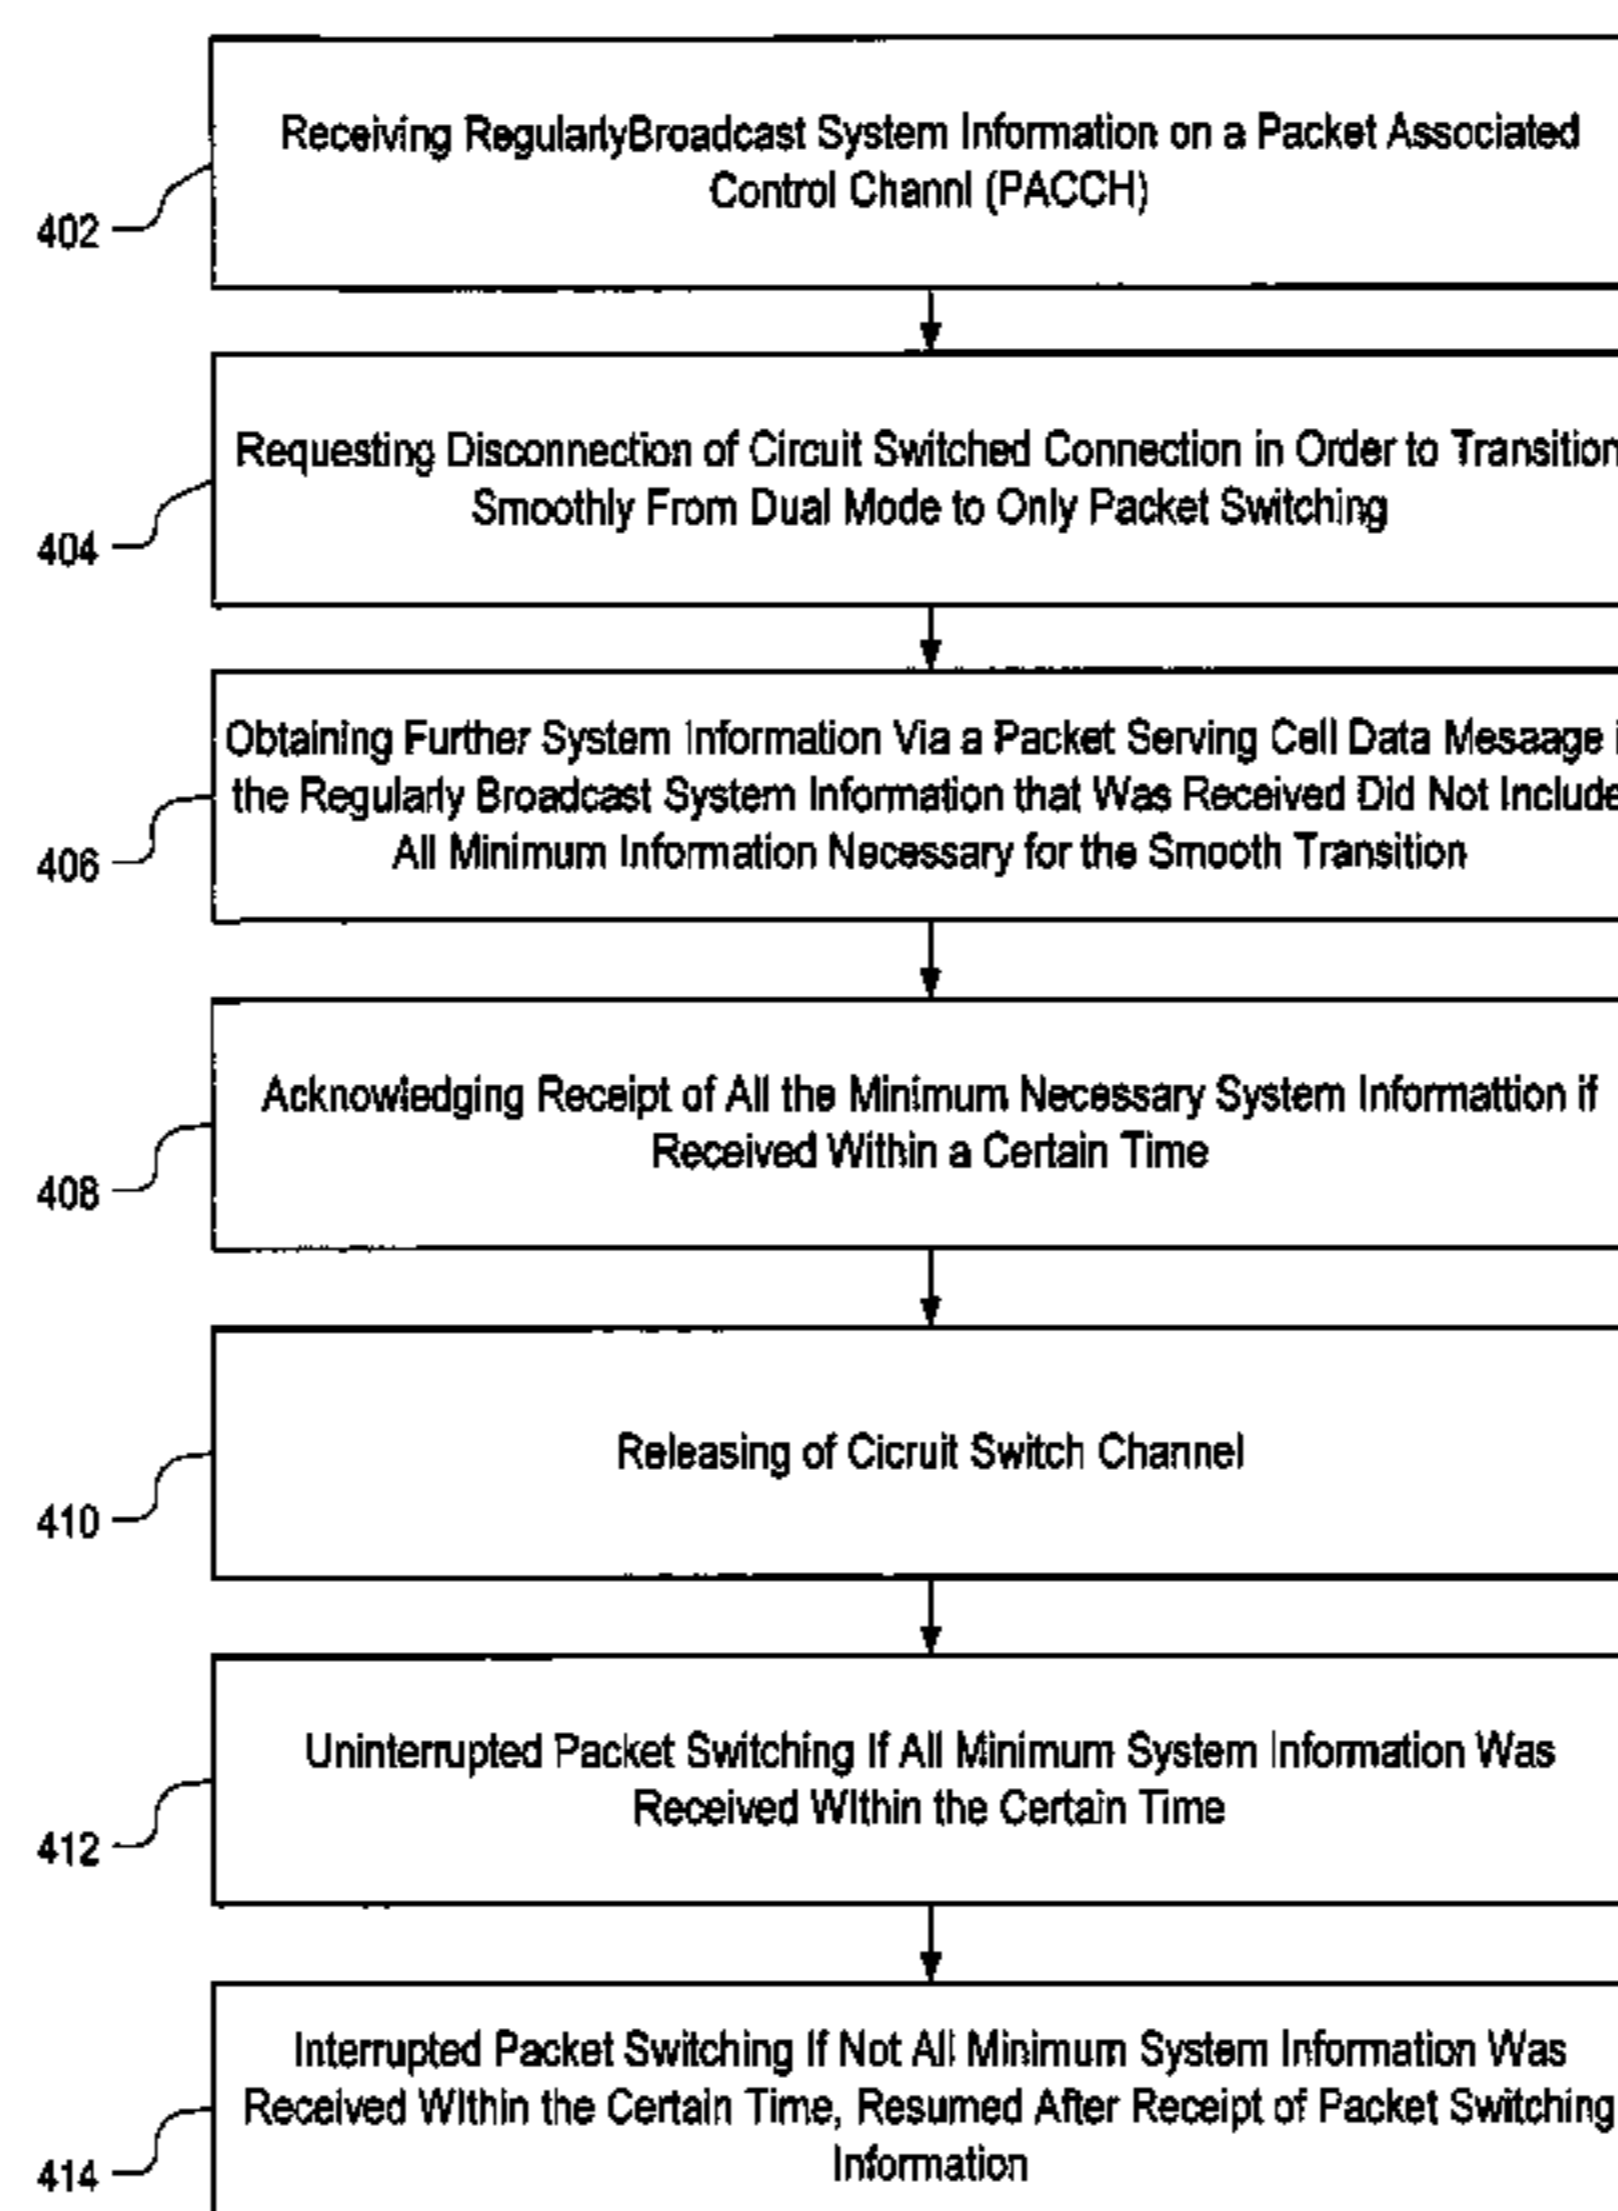 Receiving RegularlyBroadcast System Information on a Packet Associated
Control Channl (PACCH)
402
Requesting Disconnection of Circuit Switched Connection in Order to Transition
Smoothly From Dual Mode to Only Packet Switching
404
Obtaining Further System Information Via a Packet Serving Cell Data Mesaage
the Regularly Broadcast System Information that Was Received Did Not Include
All Minimum Information Necessary for the Smooth Transition
406
Acknowledging Receipt of All the Minimum Necessary System Informattion if
Received Within a Certain Time
408
Releasing of Cicruit Switch Channel
410
Uninterrupted Packet Switching If All Minimum System Information Was
Received WIthin the Certain Time
412
Interrupted Packet Switching If Not All Minimum System Information Was
Received WIthin the Certain Time, Resumed After Receipt of Packet Switching
Information
414